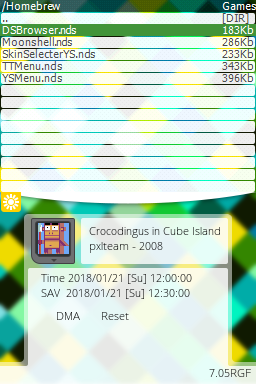 /Homebrew Games
.. [DIR]
DSBrowser.nds 183Kb
Moonshell.nds 286Kb
SkinSelecterYS.nds 233Kb
TTMenu.nds 343Kb
YSMenu.nds 396Kb
Crocodingus in Cube Island
pxlteam - 2008
Time 2018/01/21 [Su] 12:00:00
SAV 2018/01/21 [Su] 12:30:00
DMA Reset
7.05RGF